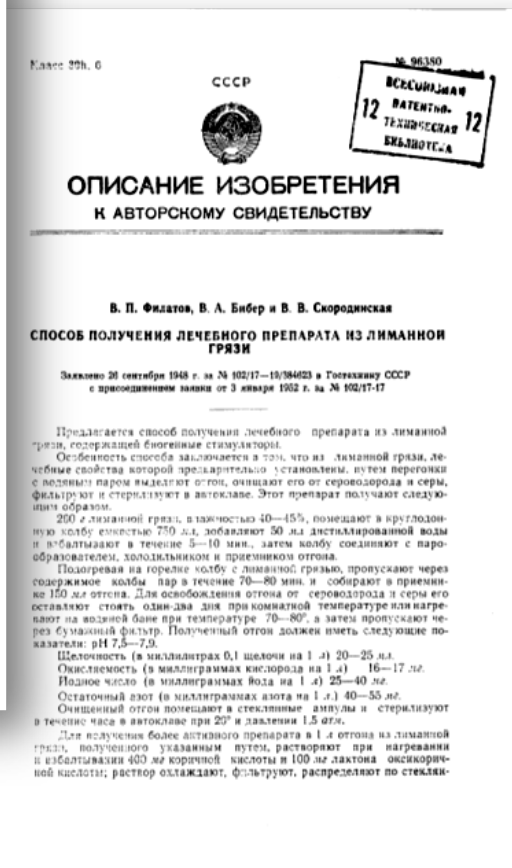 Класс 30h, 6
№ 96380
СССР
ВСЕСОЮЗНАЯ
12 ПАТЕНТНО- 12
ТЕХНИЧЕСКАЯ
БИБЛИОТЕКА
ОПИСАНИЕ ИЗОБРЕТЕНИЯ
К АВТОРСКОМУ СВИДЕТЕЛЬСТВУ
В. П. Филатов, В. А. Бибер и В. В. Скородинская
СПОСОБ ПОЛУЧЕНИЯ ЛЕЧЕБНОГО ПРЕПАРАТА ИЗ ЛИМАННОЙ
ГРЯЗИ
Заявлено 26 сентября 1948 г. за № 102/17—19/384623 в Гостехнику СССР
с присоединением заявки от 3 января 1952 г. за № 102/17-17
Предлагается способ получения лечебного препарата из лиманной
грязи, содержащей биогенные стимуляторы.
Особенность способа заключается в том, что из лиманной грязи, ле-
чебные свойства которой предварительно установлены, путем перегонки
с водяным паром выделяют отгон, очищают его от сероводорода и серы,
фильтруют и стерилизуют в автоклаве. Этот препарат получают следую-
щим образом.
200 г лиманной грязи, влажностью 40—45%, помещают в круглодон-
ную колбу емкостью 750 мл, добавляют 50 мл дистиллированной воды
и взбалтывают в течение 5—10 мин., затем колбу соединяют с паро-
образователем, холодильником и приемником отгона.
Подогревая на горелке колбу с лиманной грязью, пропускают через
содержимое колбы пар в течение 70—80 мин. и собирают в приемни-
ке 150 мл отгона. Для освобождения отгона от сероводорода и серы его
оставляют стоять один-два дня при комнатной температуре или нагре-
вают на водяной бане при температуре 70—80°, а затем пропускают че-
рез бумажный фильтр. Полученный отгон должен иметь следующие по-
казатели: pH 7,5—7,9.
Щелочность (в миллилитрах 0,1 щелочи на 1 л) 20—25 мл.
Окисляемость (в миллиграммах кислорода на 1 л) 16—17 мг.
Иодное число (в миллиграммах йода на 1 л) 25—40 мг.
Остаточный азот (в миллиграммах азота на 1 л.) 40—55 мг.
Очищенный отгон помещают в стеклянные ампулы и стерилизуют
в течение часа в автоклаве при 20° и давлении 1,5 атм.
Для получения более активного препарата в 1 л отгона из лиманной
грязи, полученного указанным путем, растворяют при нагревании
и взбалтывании 400 мг коричной кислоты и 100 мг лактона оксикорич-
ной кислоты; раствор охлаждают, фильтруют, распределяют по стеклян-